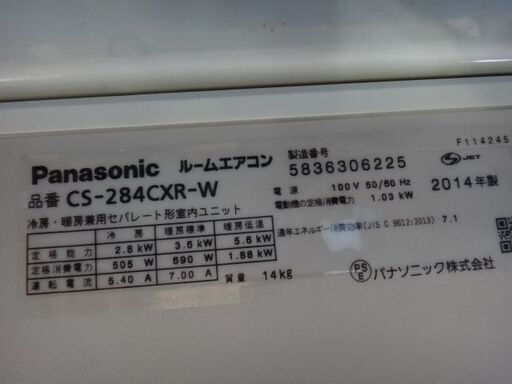 F114245
Panasonic ルームエアコン
製造番号
5836306225
JET
品番 CS-284CXR-W
電源 100V 50/60 Hz
2014年製
電動機の定格消費電力 1.03 kW
冷房・暖房兼用セパレート形室内ユニット
通年エネルギー消費効率(JIS C 9612:2013) 7.1
冷房 暖房標準 暖房低温
定格能力 2.8 kW 3.6 kW 5.6 kW
定格消費電力 505 W 690 W 1.88 kW
運転電流 5.40 A 7.00 A
質量 14kg
PS E パナソニック株式会社